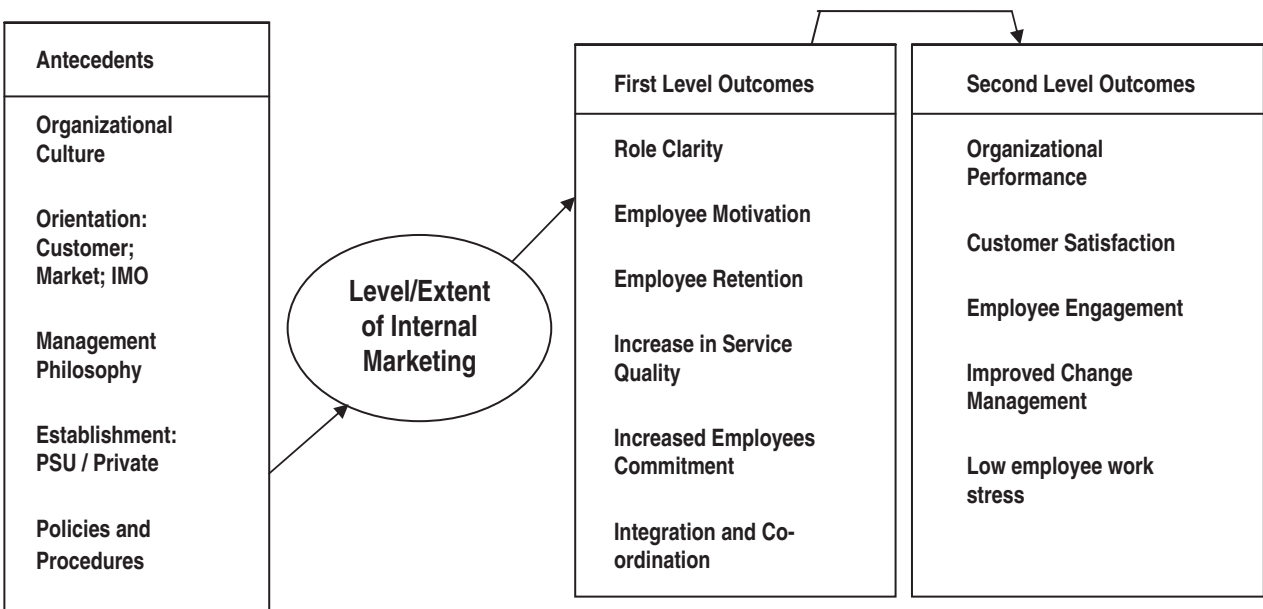 Antecedents
Organizational
Culture
Orientation:
Customer;
Market; IMO
Management
Philosophy
Establishment:
PSU / Private
Policies and
Procedures
Level/Extent
of Internal
Marketing
First Level Outcomes
Role Clarity
Employee Motivation
Employee Retention
Increase in Service
Quality
Increased Employees
Commitment
Integration and Co-
ordination
Second Level Outcomes
Organizational
Performance
Customer Satisfaction
Employee Engagement
Improved Change
Management
Low employee work
stress